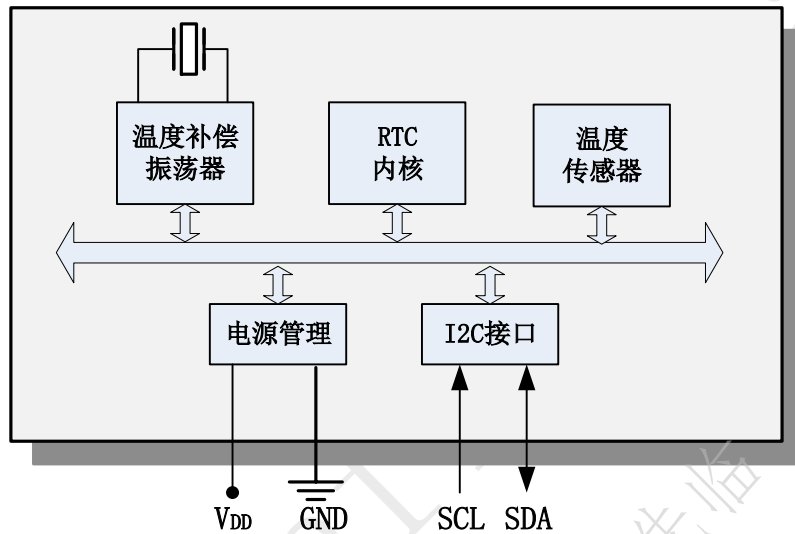 温度补偿
振荡器
RTC
内核
温度
传感器
电源管理
I2C接口
VDD
GND
SCL
SDA